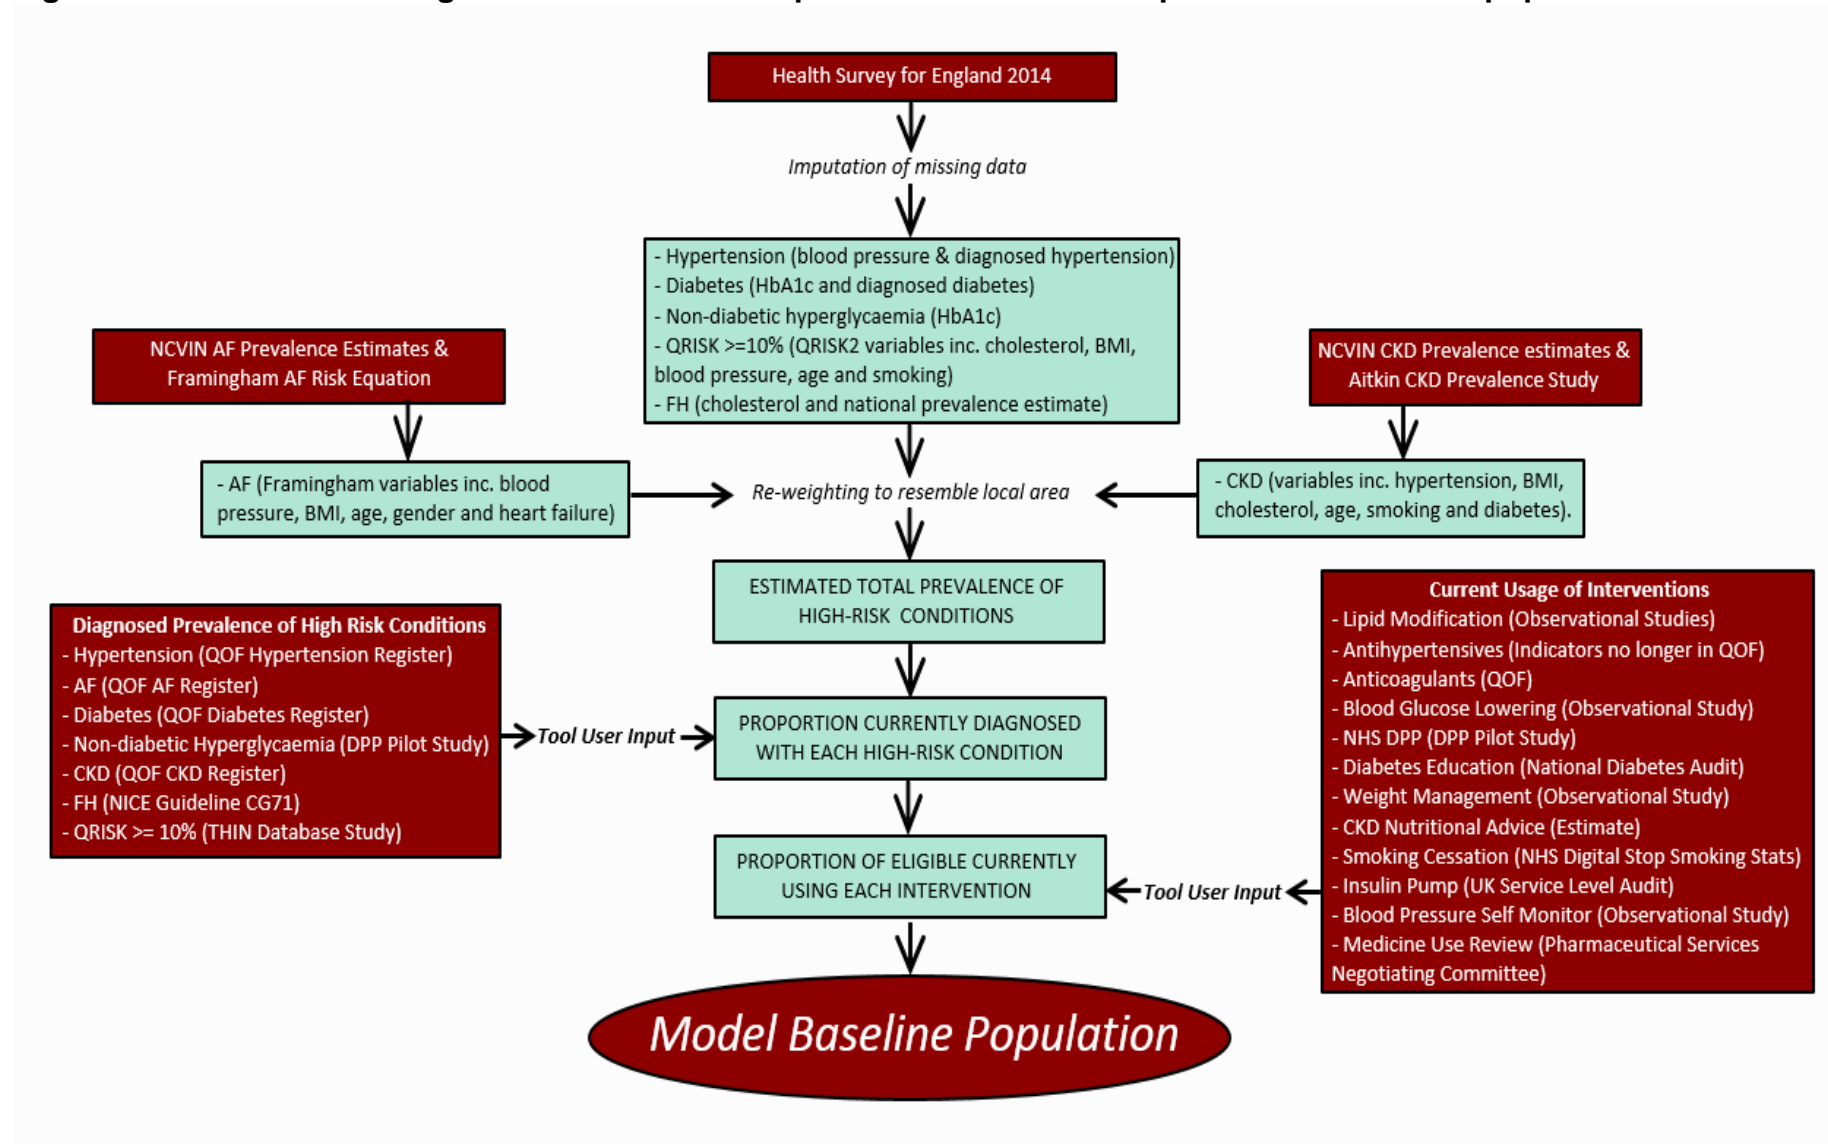 Health Survey for England 2014
Imputation of missing data
- Hypertension (blood pressure & diagnosed hypertension)
- Diabetes (HbA1c and diagnosed diabetes)
- Non-diabetic hyperglycaemia (HbA1c)
- QRISK >=10% (QRISK2 variables inc. cholesterol, BMI,
blood pressure, age and smoking)
- FH (cholesterol and national prevalence estimate)
NCVIN AF Prevalence Estimates &
Framingham AF Risk Equation
NCVIN CKD Prevalence estimates &
Aitkin CKD Prevalence Study
- AF (Framingham variables inc. blood
pressure, BMI, age, gender and heart failure)
Re-weighting to resemble local area
- CKD (variables inc. hypertension, BMI,
cholesterol, age, smoking and diabetes).
ESTIMATED TOTAL PREVALENCE OF
HIGH-RISK CONDITIONS
Diagnosed Prevalence of High Risk Conditions
- Hypertension (QOF Hypertension Register)
- AF (QOF AF Register)
- Diabetes (QOF Diabetes Register)
- Non-diabetic Hyperglycaemia (DPP Pilot Study)
- CKD (QOF CKD Register)
- FH (NICE Guideline CG71)
- QRISK >= 10% (THIN Database Study)
Tool User Input
PROPORTION CURRENTLY DIAGNOSED
WITH EACH HIGH-RISK CONDITION
Current Usage of Interventions
- Lipid Modification (Observational Studies)
- Antihypertensives (Indicators no longer in QOF)
- Anticoagulants (QOF)
- Blood Glucose Lowering (Observational Study)
- NHS DPP (DPP Pilot Study)
- Diabetes Education (National Diabetes Audit)
- Weight Management (Observational Study)
- CKD Nutritional Advice (Estimate)
- Smoking Cessation (NHS Digital Stop Smoking Stats)
- Insulin Pump (UK Service Level Audit)
- Blood Pressure Self Monitor (Observational Study)
- Medicine Use Review (Pharmaceutical Services
Negotiating Committee)
PROPORTION OF ELIGIBLE CURRENTLY
USING EACH INTERVENTION
Tool User Input
Model Baseline Population